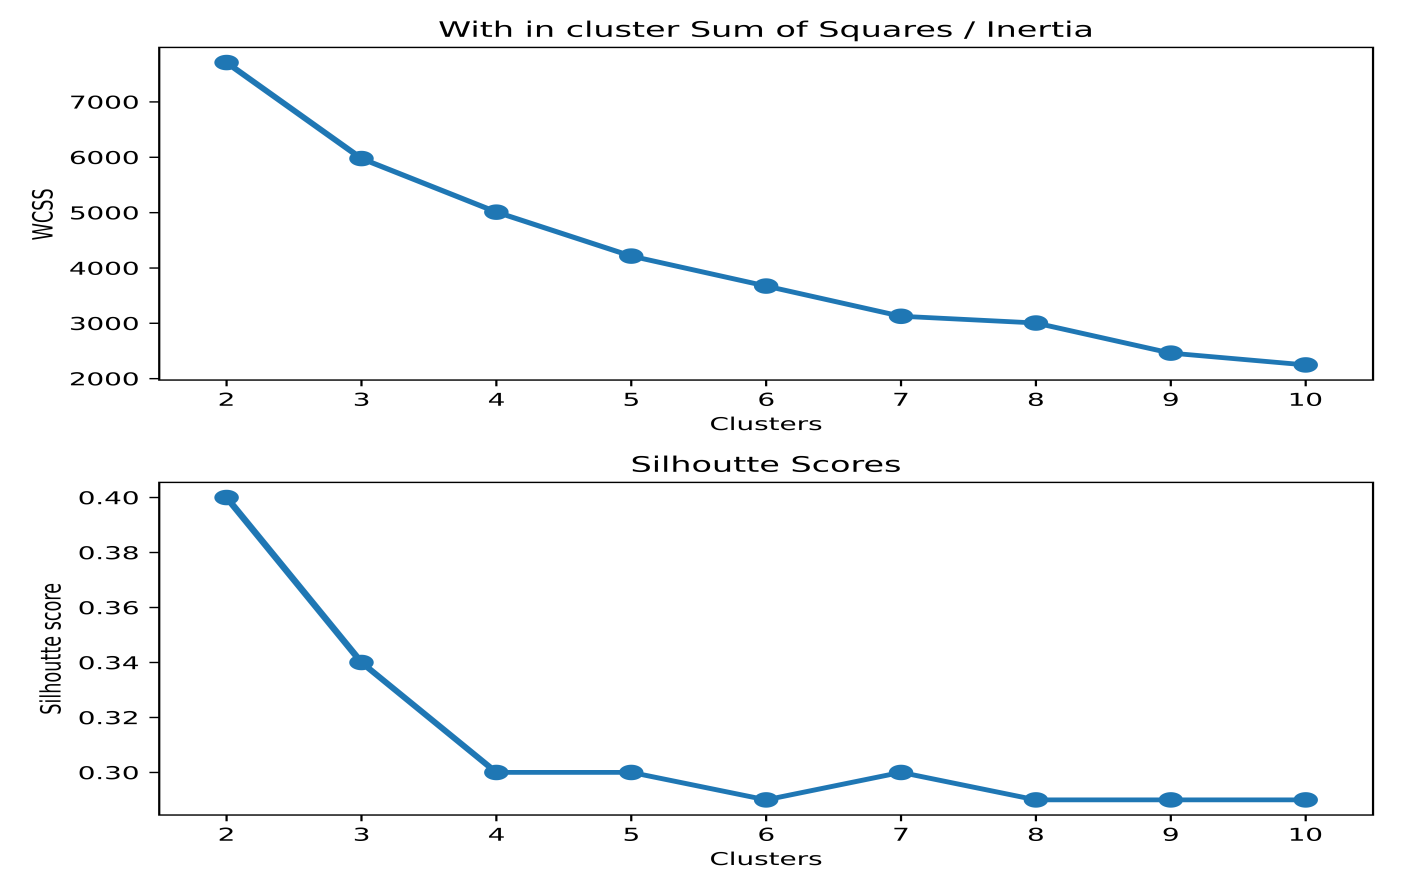 With in cluster Sum of Squares / Inertia
WCSS
7000
6000
5000
4000
3000
2000
2 3 4 5 6 7 8 9 10
Clusters
Silhoutte Scores
Silhoutte score
0.40
0.38
0.36
0.34
0.32
0.30
2 3 4 5 6 7 8 9 10
Clusters